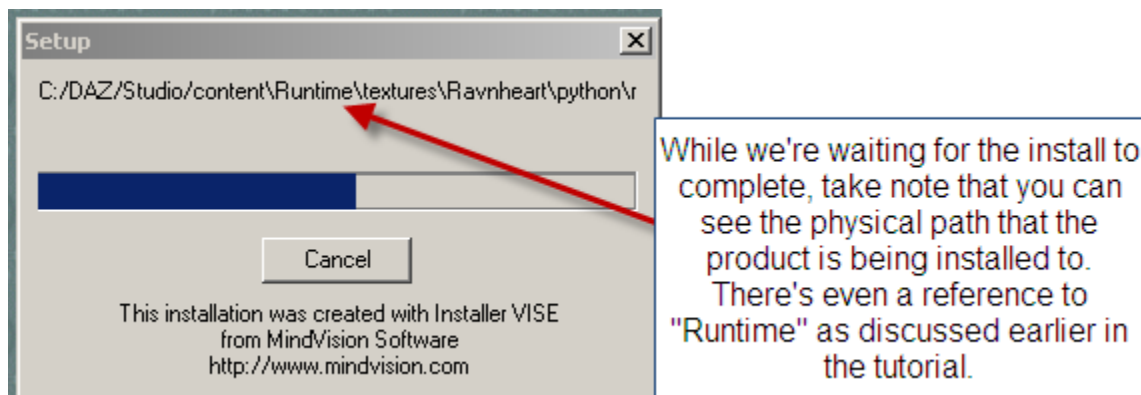 Setup
C:/DAZ/Studio/content\Runtime\textures\Ravnheart\python\r
Cancel
This installation was created with Installer VISE
from MindVision Software
http://www.mindvision.com
While we're waiting for the install to
complete, take note that you can
see the physical path that the
product is being installed to.
There's even a reference to
"Runtime" as discussed earlier in
the tutorial.